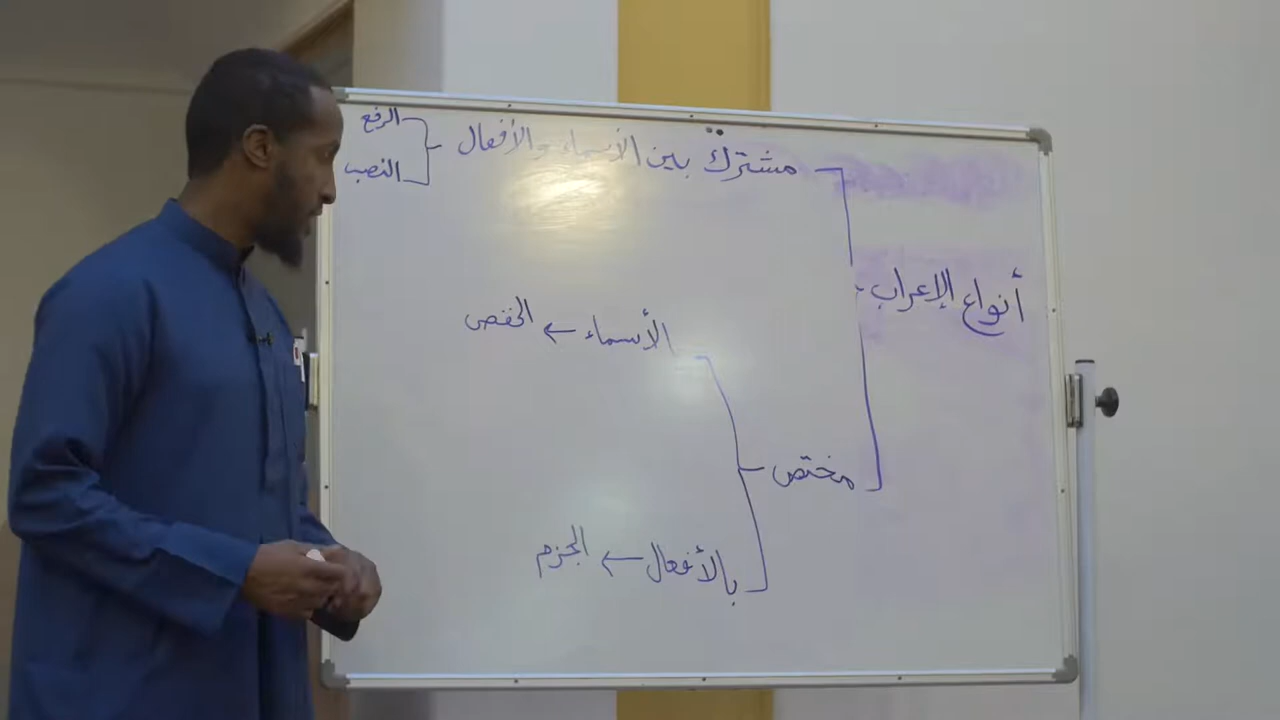 أنواع الإعراب
مشترك بين الأسماء والأفعال
الرفع
النصب
مختص
الأسماء ← الخفض
بالأفعال ← الجزم